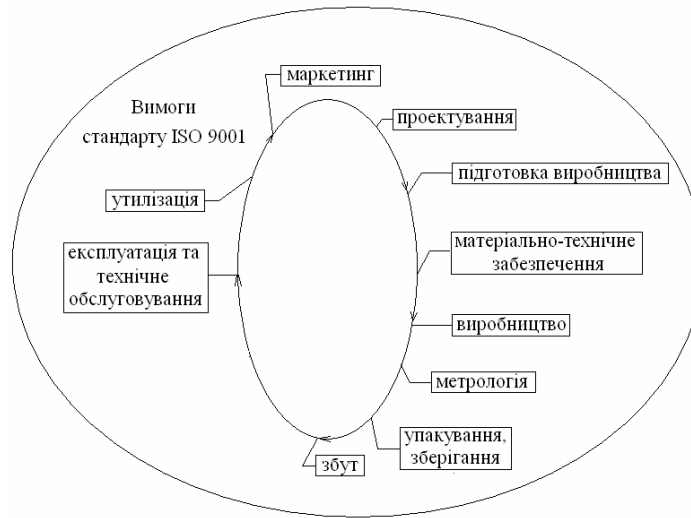 маркетинг
Вимоги
стандарту ISO 9001
проектування
підготовка виробництва
утилізація
матеріально-технічне
забезпечення
експлуатація та
технічне
обслуговування
виробництво
метрологія
упакування,
зберігання
збут